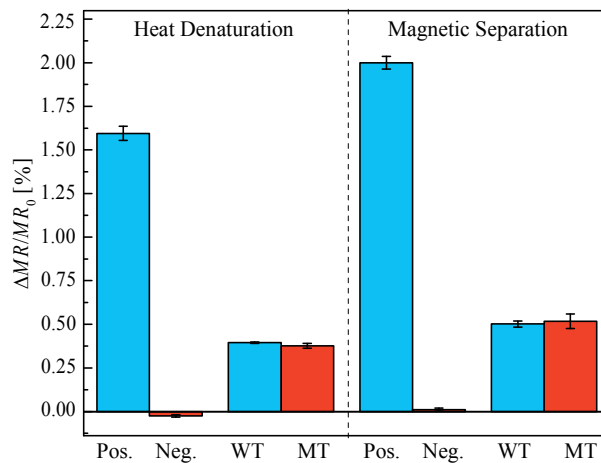 Heat Denaturation
Magnetic Separation
ΔMR/MR₀ [%]
2.25
2.00
1.75
1.50
1.25
1.00
0.75
0.50
0.25
0.00
Pos. Neg. WT MT Pos. Neg. WT MT